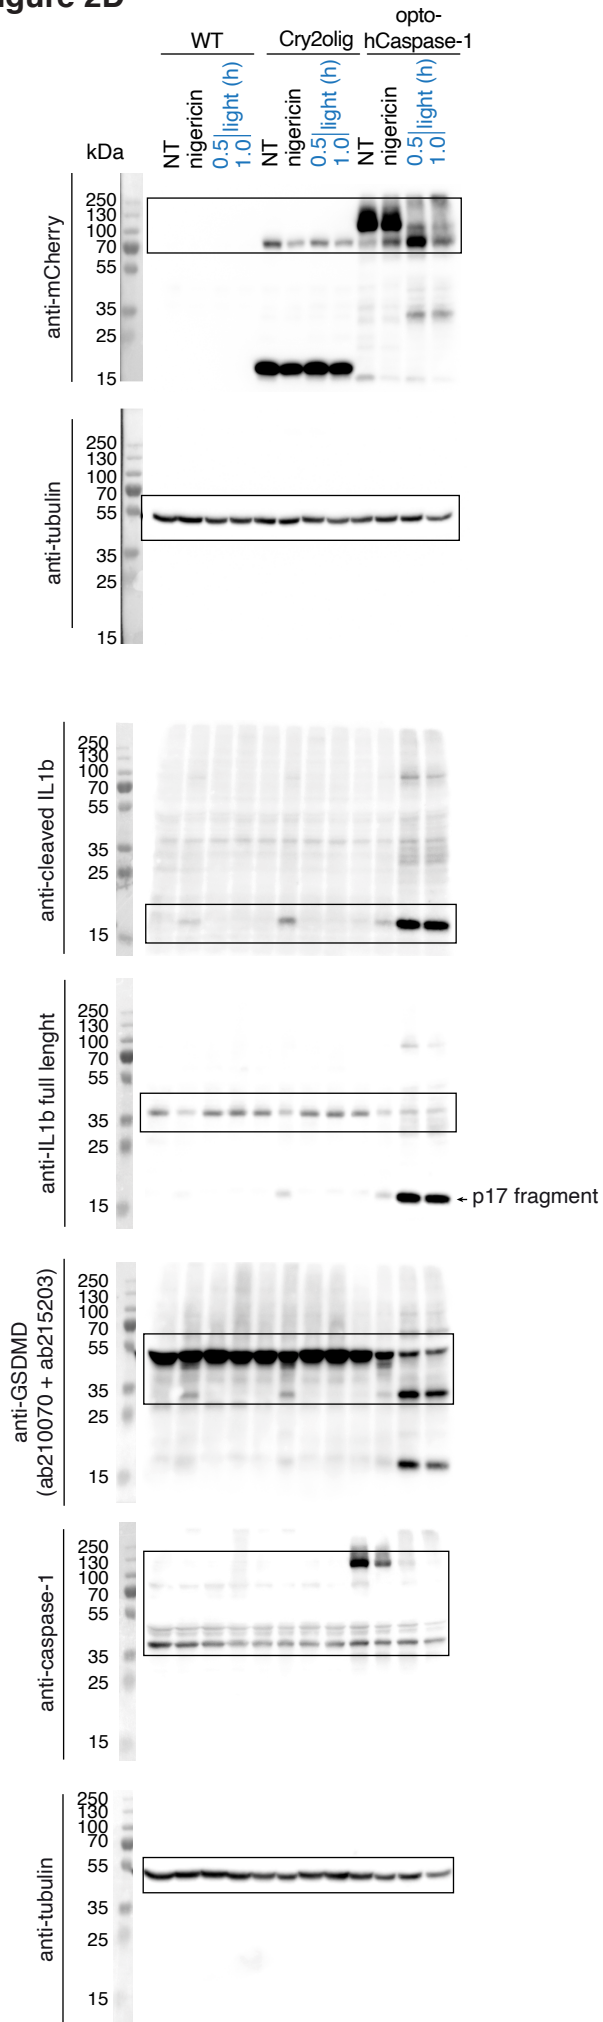 igure 2D
WT
Cry2olig
opto-
hCaspase-1
kDa
NT
nigericin
0.5
1.0
light (h)
NT
nigericin
0.5
1.0
light (h)
NT
nigericin
0.5
1.0
light (h)
anti-mCherry
250
130
100
70
55
35
25
15
anti-tubulin
250
130
100
70
55
35
25
15
anti-cleaved IL1b
250
130
100
70
55
35
25
15
anti-IL1b full lenght
250
130
100
70
55
35
25
15
p17 fragment
anti-GSDMD
(ab210070 + ab215203)
250
130
100
70
55
35
25
15
anti-caspase-1
250
130
100
70
55
35
25
15
anti-tubulin
250
130
100
70
55
35
25
15